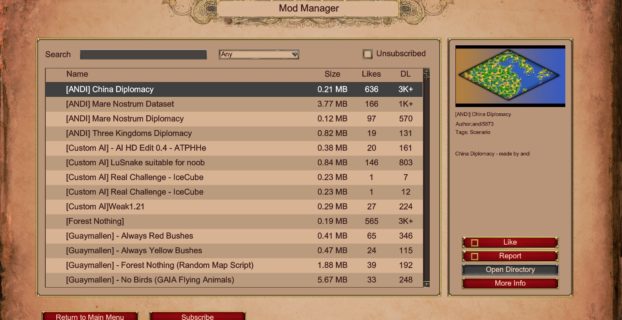 Mod Manager
Search
Any
Unsubscribed
Name Size Likes DL
[ANDI] China Diplomacy 0.21 MB 636 3K+
[ANDI] Mare Nostrum Dataset 3.77 MB 166 1K+
[ANDI] Mare Nostrum Diplomacy 0.12 MB 97 570
[ANDI] Three Kingdoms Diplomacy 0.82 MB 19 131
[Custom AI] - AI HD Edit 0.4 - ATPHHe 0.38 MB 20 161
[Custom AI] LuSnake suitable for noob 0.84 MB 146 803
[Custom AI] Real Challenge - IceCube 0.23 MB 1 7
[Custom AI] Real Challenge - IceCube 0.23 MB 1 12
[Custom AI]Weak1.21 0.29 MB 27 224
[Forest Nothing] 0.19 MB 565 3K+
[Guaymallen] - Always Red Bushes 0.41 MB 65 346
[Guaymallen] - Always Yellow Bushes 0.47 MB 24 115
[Guaymallen] - Forest Nothing (Random Map Script) 1.88 MB 39 192
[Guaymallen] - No Birds (GAIA Flying Animals) 5.67 MB 33 248
[ANDI] China Diplomacy
Author:andi5873
Tags: Scenario
China Diplomacy - made by andi
Like
Report
Open Directory
More Info
Return to Main Menu
Subscribe